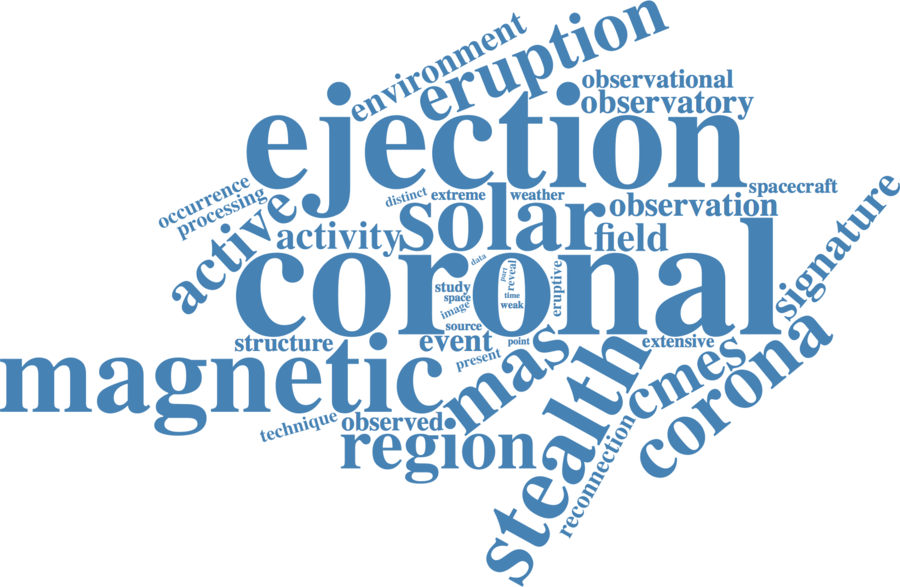 environment
eruption
observational
observatory
ejection
spacecraft
occurrence
processing
distinct
extreme
weather
active
solar
observation
signature
activity
field
coronal
data
reveal
part
study
space
time
weak
image
eruptive
source
structure
event
point
extensive
present
magnetic
mas
stealth
cmes
corona
technique
observed
region
reconnection